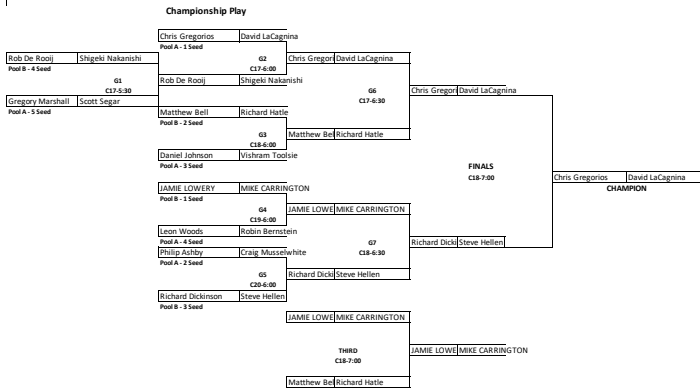 Championship Play
Chris Gregorios David LaCagnina
Pool A - 1 Seed
Rob De Rooij Shigeki Nakanishi
Pool B - 4 Seed
G2
C17-6:00
Chris Gregori David LaCagnina
G1
C17-5:30
Rob De Rooij Shigeki Nakanishi
Gregory Marshall Scott Segar
Pool A - 5 Seed
G6
C17-6:30
Chris Gregori David LaCagnina
Matthew Bell Richard Hatle
Pool B - 2 Seed
G3
C18-6:00
Matthew Bel Richard Hatle
Daniel Johnson Vishram Toolsie
Pool A - 3 Seed
FINALS
C18-7:00
Chris Gregorios David LaCagnina
CHAMPION
JAMIE LOWERY MIKE CARRINGTON
Pool B - 1 Seed
G4
C19-6:00
JAMIE LOWE MIKE CARRINGTON
Leon Woods Robin Bernstein
Pool A - 4 Seed
G7
C18-6:30
Richard Dicki Steve Hellen
Philip Ashby Craig Musselwhite
Pool A - 2 Seed
G5
C20-6:00
Richard Dicki Steve Hellen
Richard Dickinson Steve Hellen
Pool B - 3 Seed
JAMIE LOWE MIKE CARRINGTON
THIRD
C18-7:00
JAMIE LOWE MIKE CARRINGTON
Matthew Bel Richard Hatle